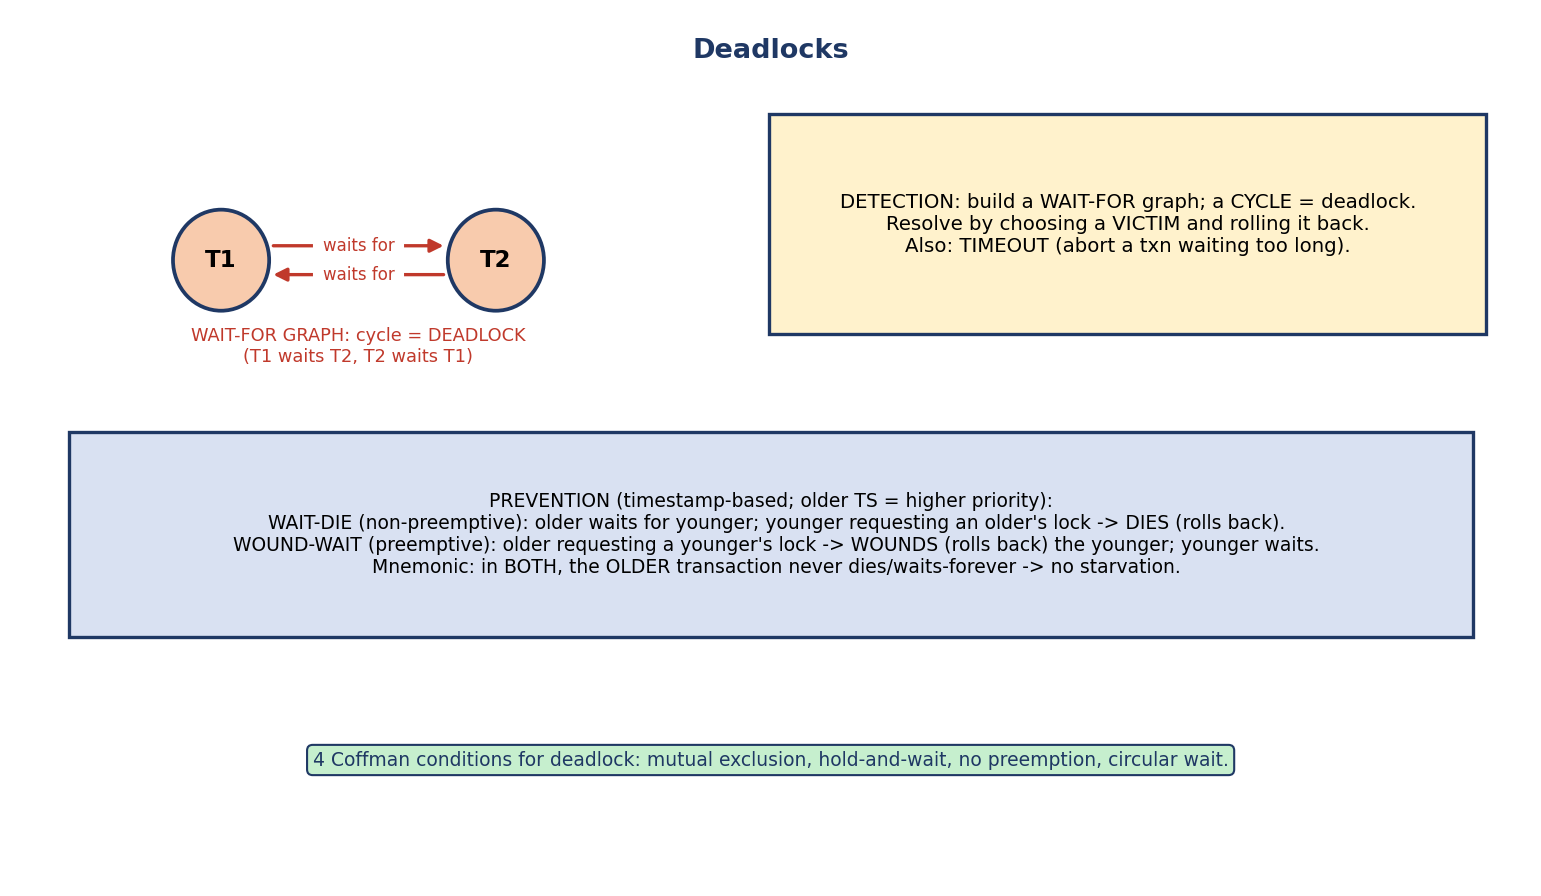 Deadlocks
DETECTION: build a WAIT-FOR graph; a CYCLE = deadlock.
Resolve by choosing a VICTIM and rolling it back.
Also: TIMEOUT (abort a txn waiting too long).
T1
waits for
waits for
T2
WAIT-FOR GRAPH: cycle = DEADLOCK
(T1 waits T2, T2 waits T1)
PREVENTION (timestamp-based; older TS = higher priority):
WAIT-DIE (non-preemptive): older waits for younger; younger requesting an older's lock -> DIES (rolls back).
WOUND-WAIT (preemptive): older requesting a younger's lock -> WOUNDS (rolls back) the younger; younger waits.
Mnemonic: in BOTH, the OLDER transaction never dies/waits-forever -> no starvation.
4 Coffman conditions for deadlock: mutual exclusion, hold-and-wait, no preemption, circular wait.